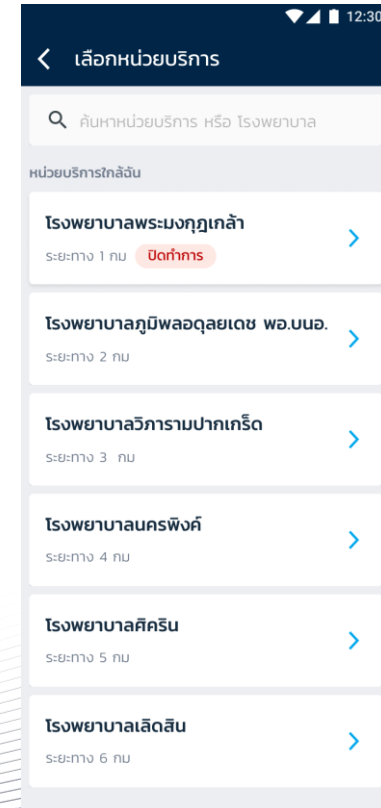 12:30
เลือกหน่วยบริการ
ค้นหาหน่วยบริการ หรือ โรงพยาบาล
หน่วยบริการใกล้ฉัน
โรงพยาบาลพระมงกุฎเกล้า
ระยะทาง 1 กม ปิดทำการ
โรงพยาบาลภูมิพลอดุลยเดช พอ.บนอ.
ระยะทาง 2 กม
โรงพยาบาลวิภารามปากเกร็ด
ระยะทาง 3 กม
โรงพยาบาลนครพิงค์
ระยะทาง 4 กม
โรงพยาบาลศิคริน
ระยะทาง 5 กม
โรงพยาบาลเลิดสิน
ระยะทาง 6 กม